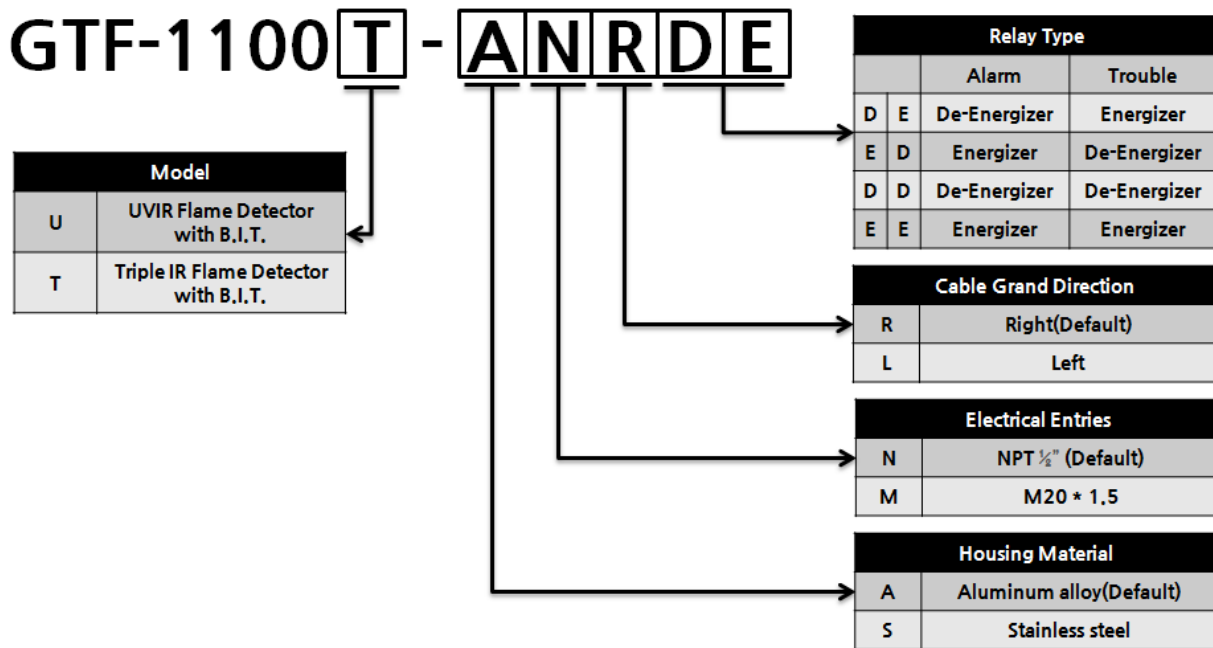 GTF-1100T-ANRDE
Model
U UVIR Flame Detector
with B.I.T.
T Triple IR Flame Detector
with B.I.T.
Relay Type
Alarm Trouble
D E De-Energizer Energizer
E D Energizer De-Energizer
D D De-Energizer De-Energizer
E E Energizer Energizer
Cable Grand Direction
R Right(Default)
L Left
Electrical Entries
N NPT ½" (Default)
M M20 * 1.5
Housing Material
A Aluminum alloy(Default)
S Stainless steel